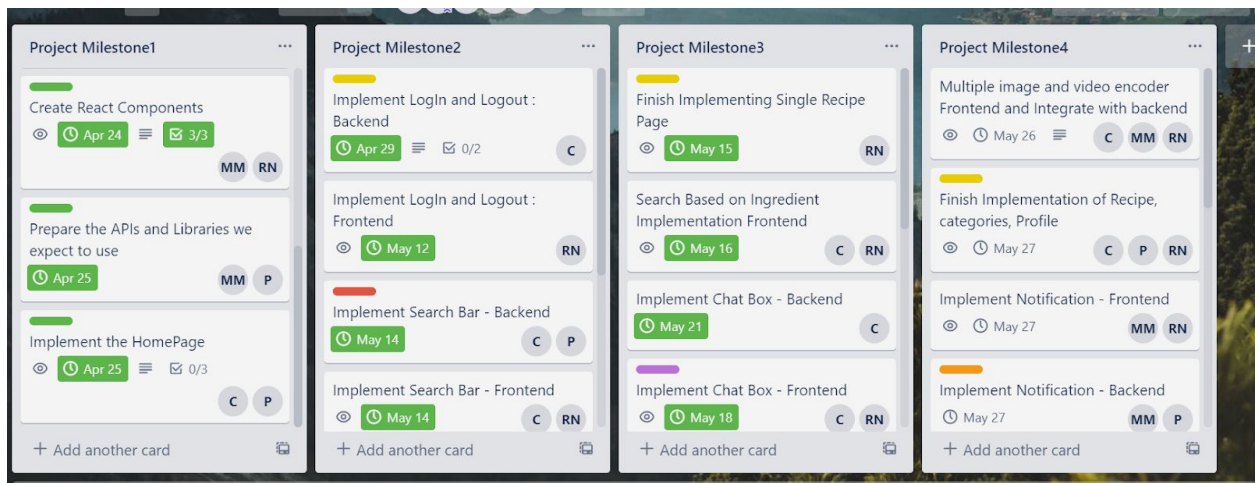 Project Milestone1
Create React Components
Apr 24
3/3
MM RN
Prepare the APIs and Libraries we
expect to use
Apr 25
MM P
Implement the HomePage
Apr 25
0/3
C P
+ Add another card
Project Milestone2
Implement LogIn and Logout :
Backend
Apr 29
0/2
C
Implement LogIn and Logout :
Frontend
May 12
RN
Implement Search Bar - Backend
May 14
C P
Implement Search Bar - Frontend
May 14
C RN
+ Add another card
Project Milestone3
Finish Implementing Single Recipe
Page
May 15
RN
Search Based on Ingredient
Implementation Frontend
May 16
C RN
Implement Chat Box - Backend
May 21
C
Implement Chat Box - Frontend
May 18
C RN
+ Add another card
Project Milestone4
Multiple image and video encoder
Frontend and Integrate with backend
May 26
C MM RN
Finish Implementation of Recipe,
categories, Profile
May 27
C P RN
Implement Notification - Frontend
May 27
MM RN
Implement Notification - Backend
May 27
MM P
+ Add another card
+